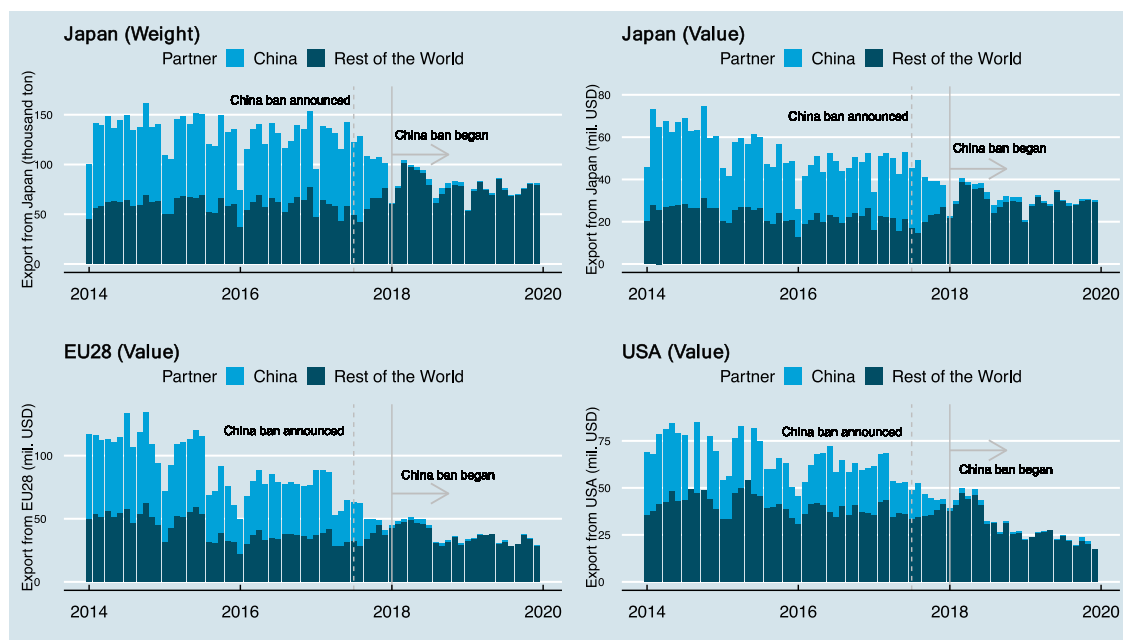 Japan (Weight)
Partner China Rest of the World
Export from Japan (thousand ton)
150
100
50
0
China ban announced
China ban began
2014 2016 2018 2020
Japan (Value)
Partner China Rest of the World
Export from Japan (mil. USD)
80
60
40
20
0
China ban announced
China ban began
2014 2016 2018 2020
EU28 (Value)
Partner China Rest of the World
Export from EU28 (mil. USD)
100
50
0
China ban announced
China ban began
2014 2016 2018 2020
USA (Value)
Partner China Rest of the World
Export from USA (mil. USD)
75
50
25
0
China ban announced
China ban began
2014 2016 2018 2020